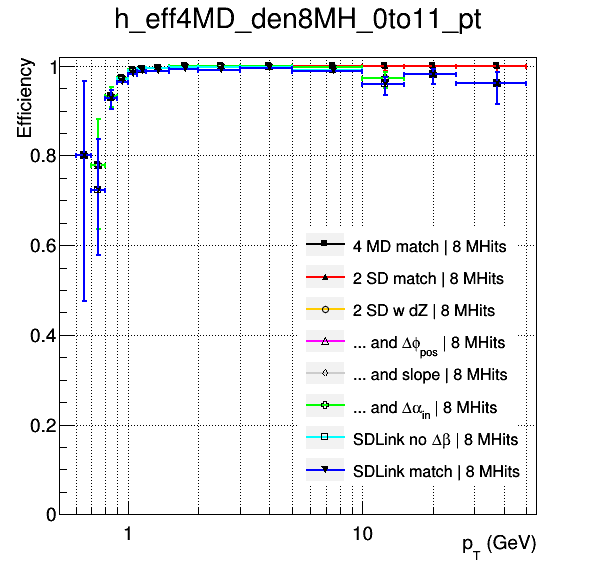 h_eff4MD_den8MH_0to11_pt
Efficiency
1
0.8
0.6
0.4
0.2
0
4 MD match | 8 MHits
2 SD match | 8 MHits
2 SD w dZ | 8 MHits
... and Δϕpos | 8 MHits
... and slope | 8 MHits
... and Δαin | 8 MHits
SDLink no Δβ | 8 MHits
SDLink match | 8 MHits
1 10
pT (GeV)